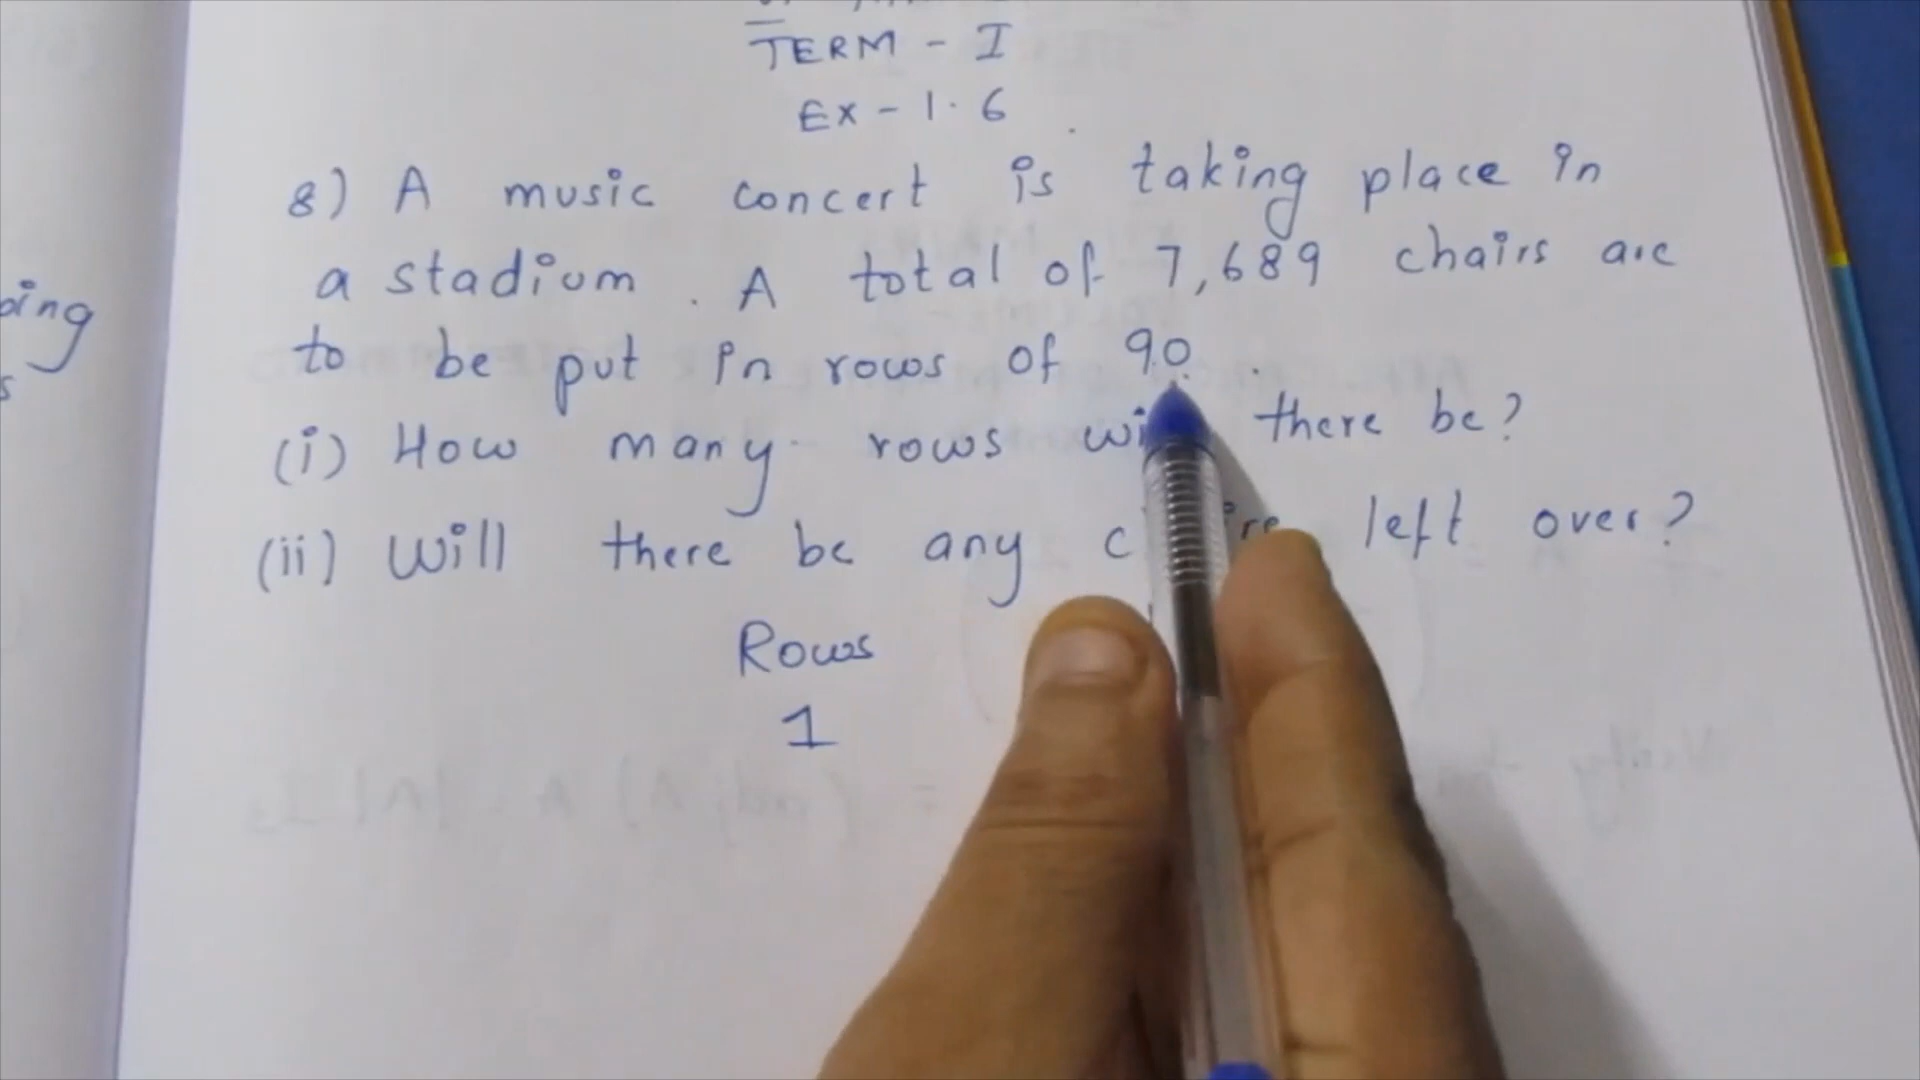 TERM - I
EX - 1.6
8) A music concert is taking place in
a stadium. A total of 7,689 chairs are
to be put in rows of 90.
(i) How many rows there be?
(ii) Will there be any left over?
Rows
1